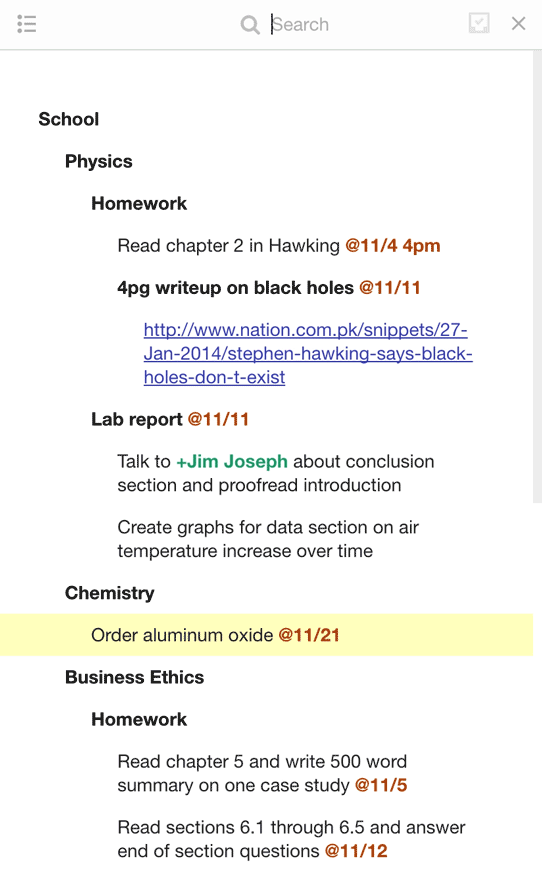 Search
School
Physics
Homework
Read chapter 2 in Hawking @11/4 4pm
4pg writeup on black holes @11/11
http://www.nation.com.pk/snippets/27-
Jan-2014/stephen-hawking-says-black-
holes-don-t-exist
Lab report @11/11
Talk to +Jim Joseph about conclusion
section and proofread introduction
Create graphs for data section on air
temperature increase over time
Chemistry
Order aluminum oxide @11/21
Business Ethics
Homework
Read chapter 5 and write 500 word
summary on one case study @11/5
Read sections 6.1 through 6.5 and answer
end of section questions @11/12